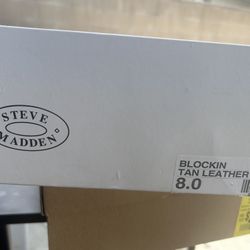 STEVE
MADDEN
BLOCKIN
TAN LEATHER
8.0